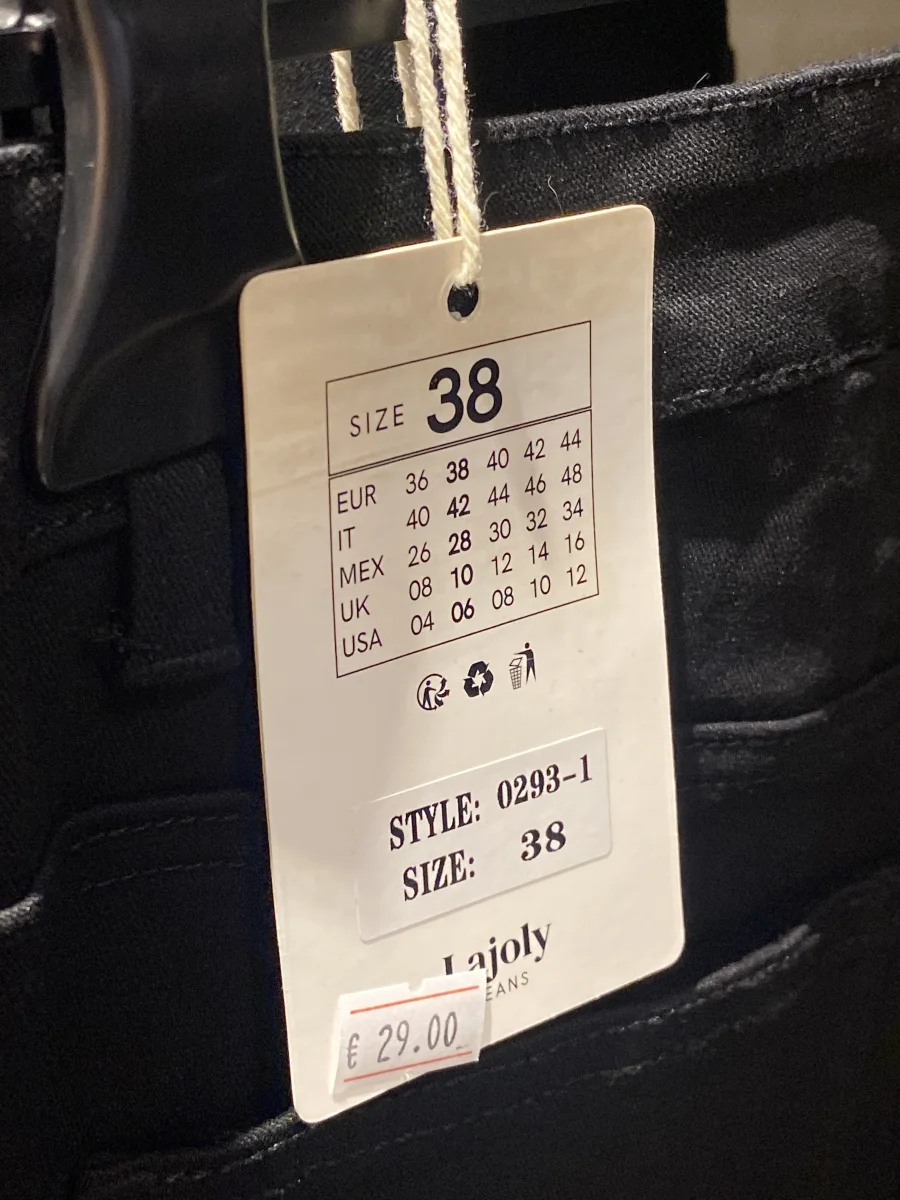 SIZE 38
EUR 36 38 40 42 44
IT 40 42 44 46 48
MEX 26 28 30 32 34
UK 08 10 12 14 16
USA 04 06 08 10 12
STYLE: 0293-1
SIZE: 38
Lajoly
EANS
€ 29.00